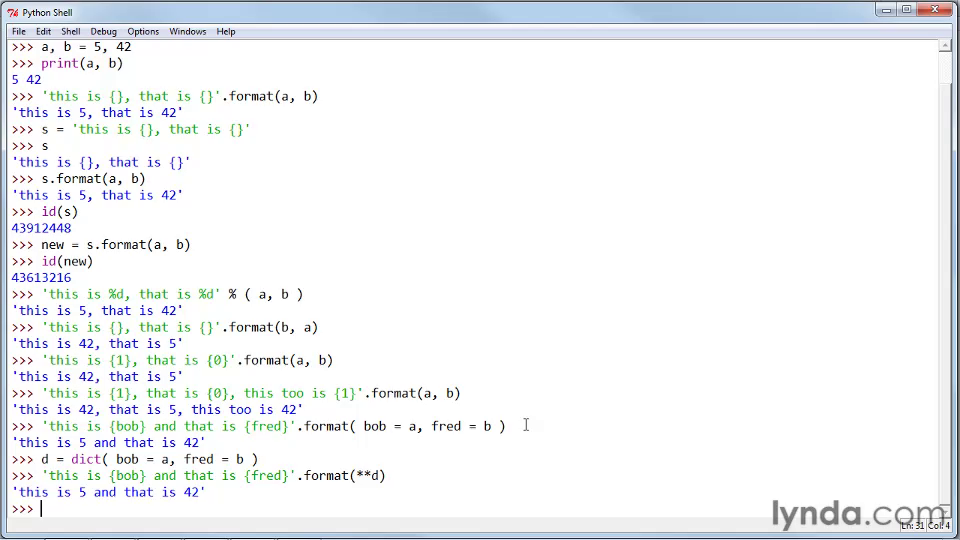 Python Shell
File Edit Shell Debug Options Windows Help
>>> a, b = 5, 42
>>> print(a, b)
5 42
>>> 'this is {}, that is {}'.format(a, b)
'this is 5, that is 42'
>>> s = 'this is {}, that is {}'
>>> s
'this is {}, that is {}'
>>> s.format(a, b)
'this is 5, that is 42'
>>> id(s)
43912448
>>> new = s.format(a, b)
>>> id(new)
43613216
>>> 'this is %d, that is %d' % ( a, b )
'this is 5, that is 42'
>>> 'this is {}, that is {}'.format(b, a)
'this is 42, that is 5'
>>> 'this is {1}, that is {0}'.format(a, b)
'this is 42, that is 5'
>>> 'this is {1}, that is {0}, this too is {1}'.format(a, b)
'this is 42, that is 5, this too is 42'
>>> 'this is {bob} and that is {fred}'.format( bob = a, fred = b )
'this is 5 and that is 42'
>>> d = dict( bob = a, fred = b )
>>> 'this is {bob} and that is {fred}'.format(**d)
'this is 5 and that is 42'
>>>
lynda.com
Ln: 31 Col: 4